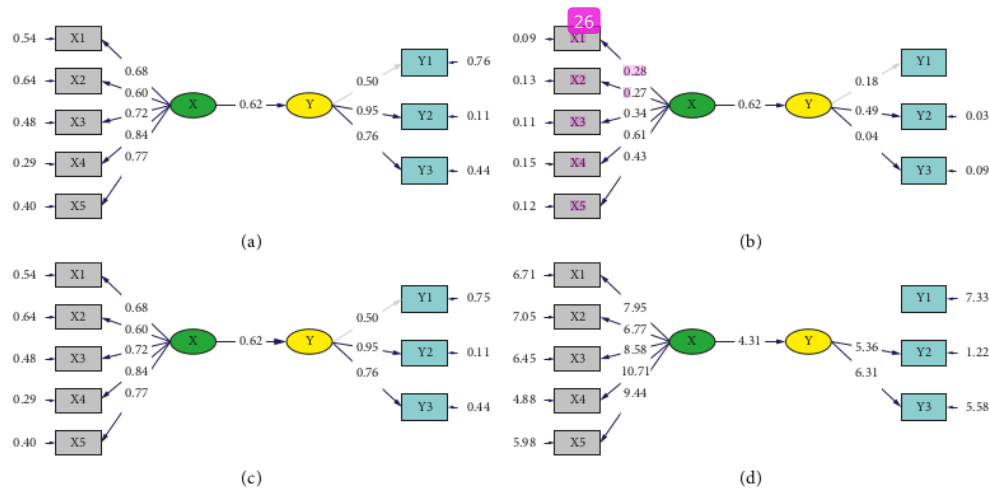 26
0.54 X1
0.64 X2
0.48 X3
0.29 X4
0.40 X5
0.68
0.60
0.72
0.84
0.77
X 0.62 Y
0.50
0.95
0.76
Y1 0.76
Y2 0.11
Y3 0.44
(a)
0.09 X1
0.13 X2
0.11 X3
0.15 X4
0.12 X5
0.28
0.27
0.34
0.61
0.43
X 0.62 Y
0.18
0.49
0.04
Y1
Y2 0.03
Y3 0.09
(b)
0.54 X1
0.64 X2
0.48 X3
0.29 X4
0.40 X5
0.68
0.60
0.72
0.84
0.77
X 0.62 Y
0.50
0.95
0.76
Y1 0.75
Y2 0.11
Y3 0.44
(c)
6.71 X1
7.05 X2
6.45 X3
4.88 X4
5.98 X5
7.95
6.77
8.58
10.71
9.44
X 4.31 Y
5.36
6.31
Y1 7.33
Y2 1.22
Y3 5.58
(d)